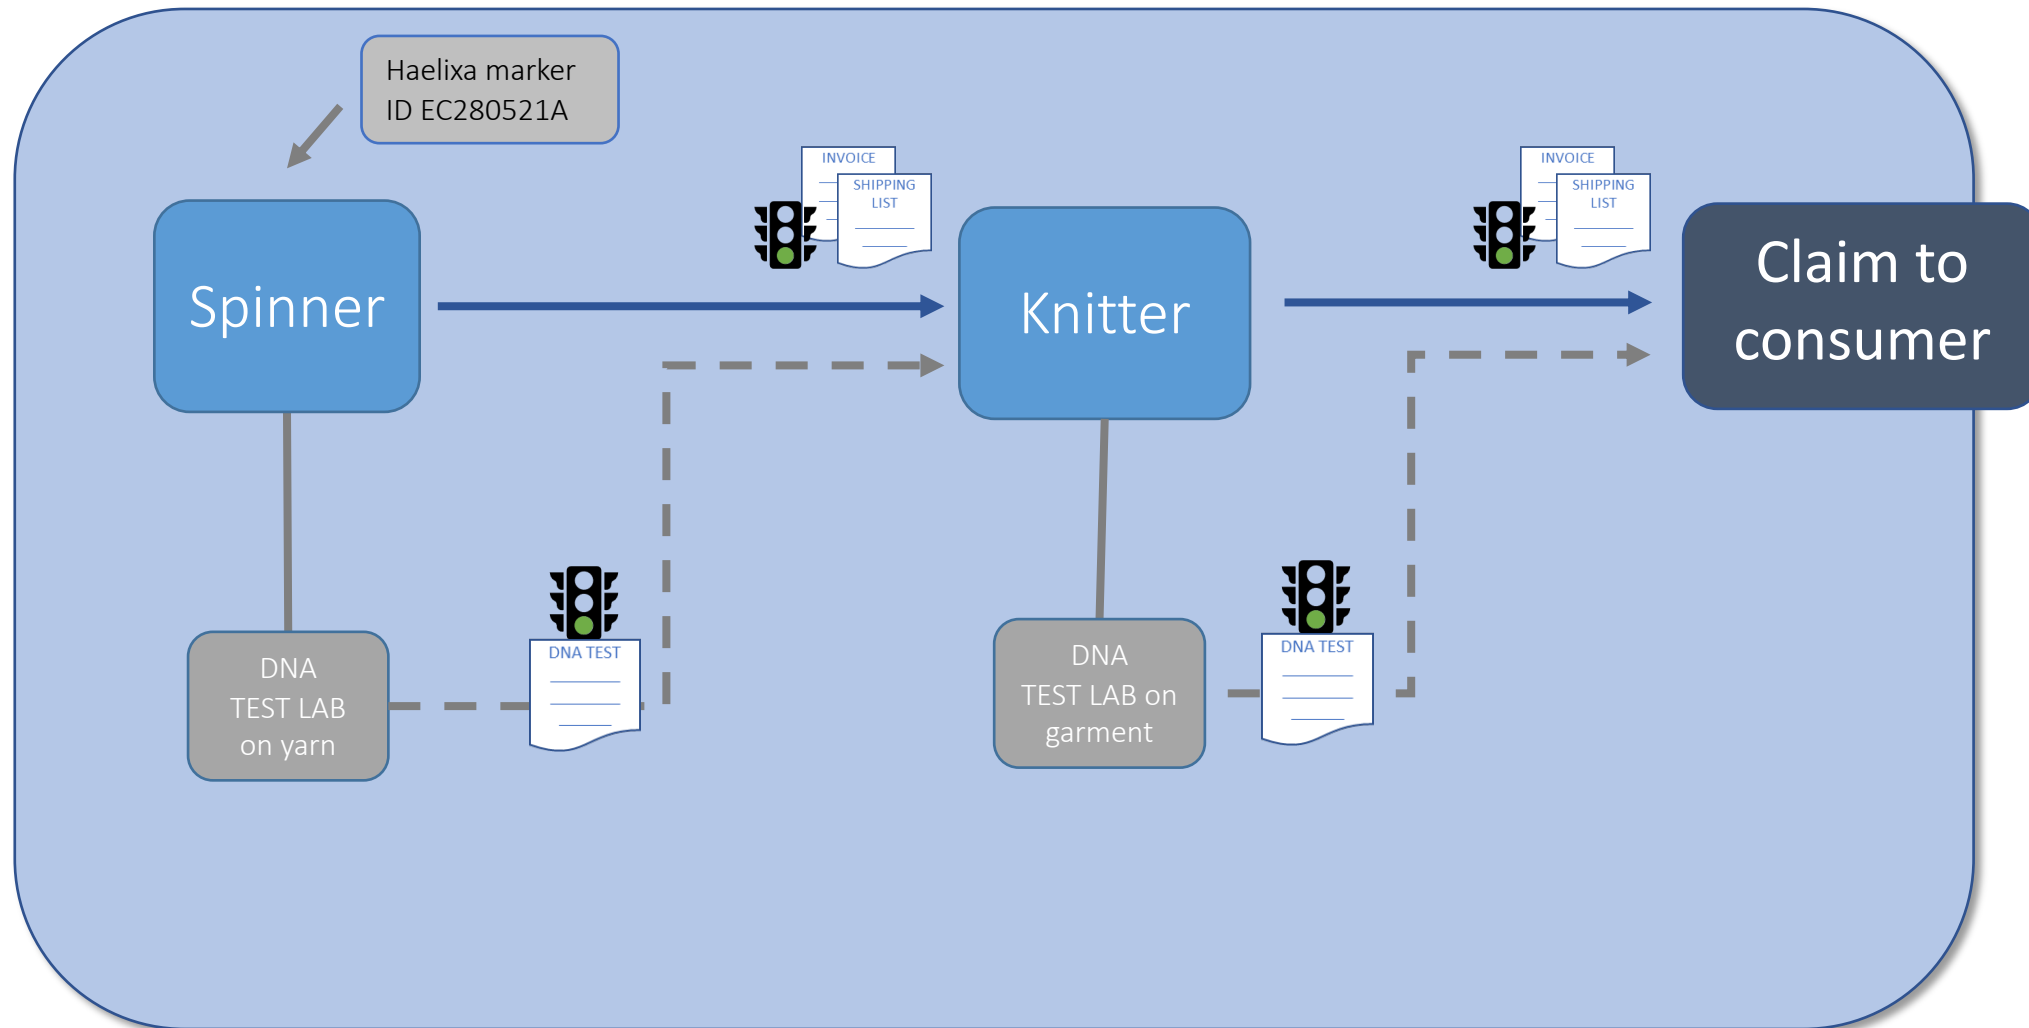 Haelixa marker
ID EC280521A
INVOICE
SHIPPING
LIST
INVOICE
SHIPPING
LIST
Spinner
Knitter
Claim to
consumer
DNA
TEST LAB
on yarn
DNA TEST
DNA
TEST LAB on
garment
DNA TEST